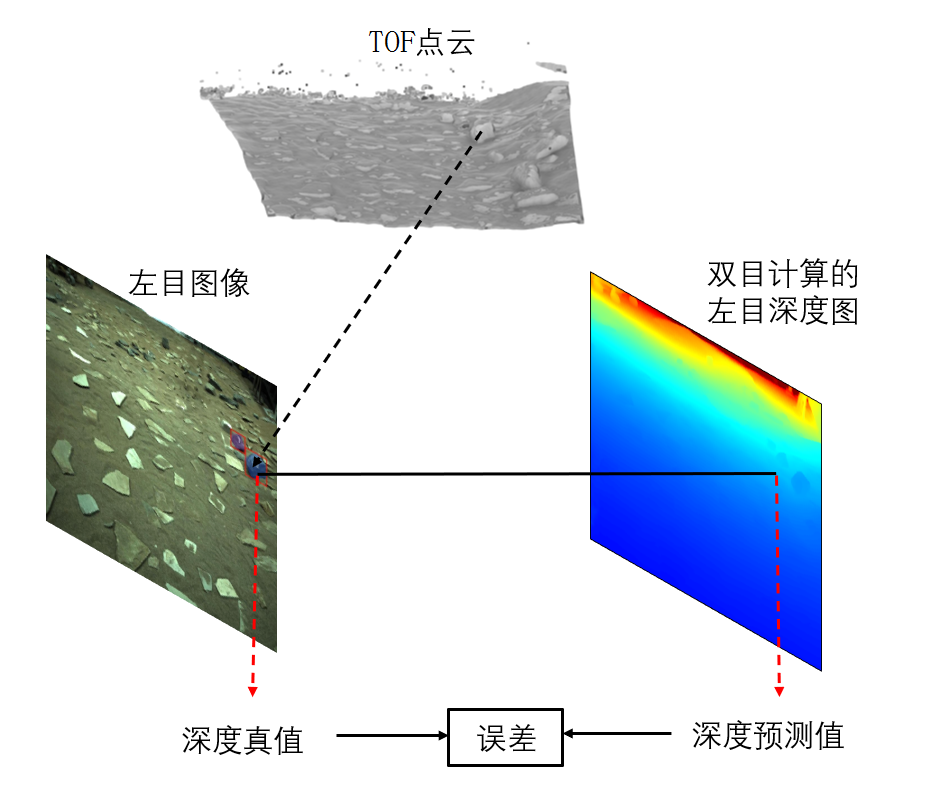 TOF点云
左目图像
双目计算的
左目深度图
深度真值
误差
深度预测值